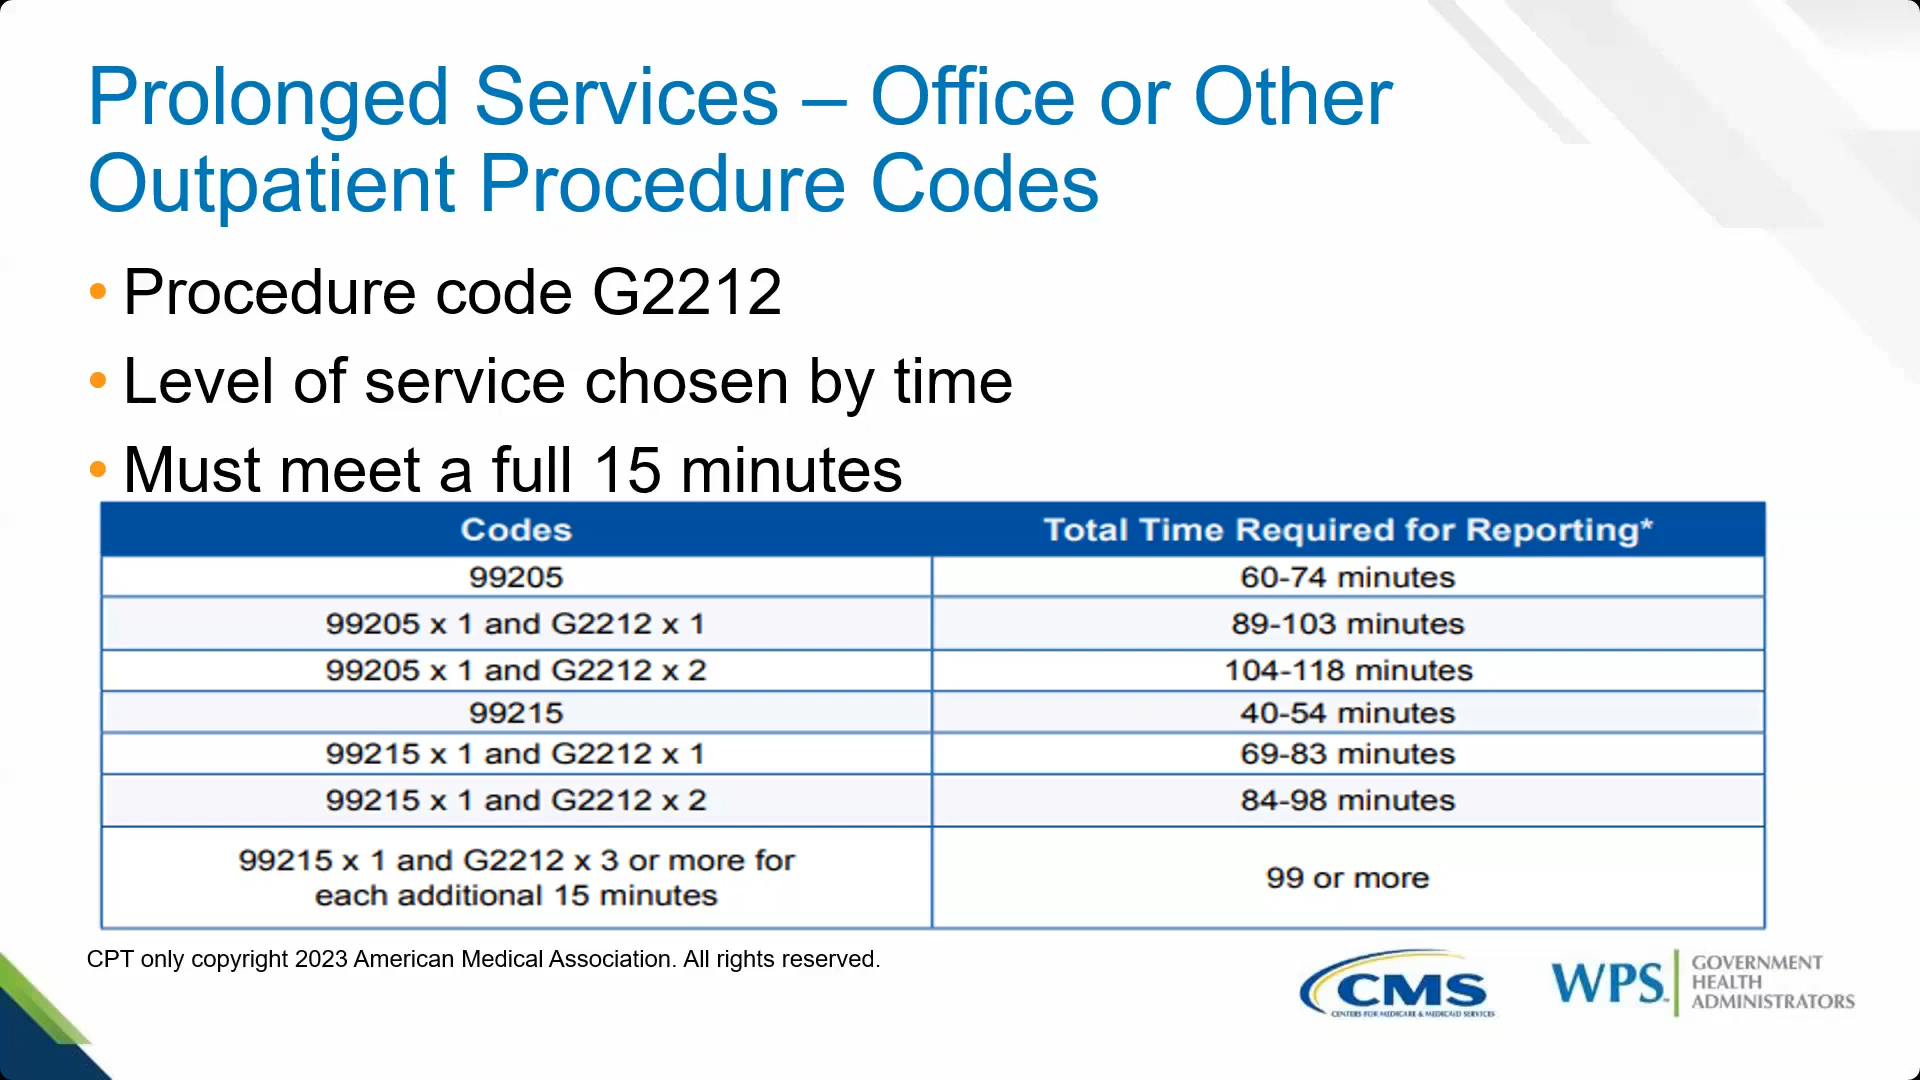 Prolonged Services – Office or Other
Outpatient Procedure Codes
• Procedure code G2212
• Level of service chosen by time
• Must meet a full 15 minutes
Codes Total Time Required for Reporting*
99205 60-74 minutes
99205 x 1 and G2212 x 1 89-103 minutes
99205 x 1 and G2212 x 2 104-118 minutes
99215 40-54 minutes
99215 x 1 and G2212 x 1 69-83 minutes
99215 x 1 and G2212 x 2 84-98 minutes
99215 x 1 and G2212 x 3 or more for
each additional 15 minutes
99 or more
CPT only copyright 2023 American Medical Association. All rights reserved.
CMS
CENTERS FOR MEDICARE & MEDICAID SERVICES
WPS
GOVERNMENT
HEALTH
ADMINISTRATORS